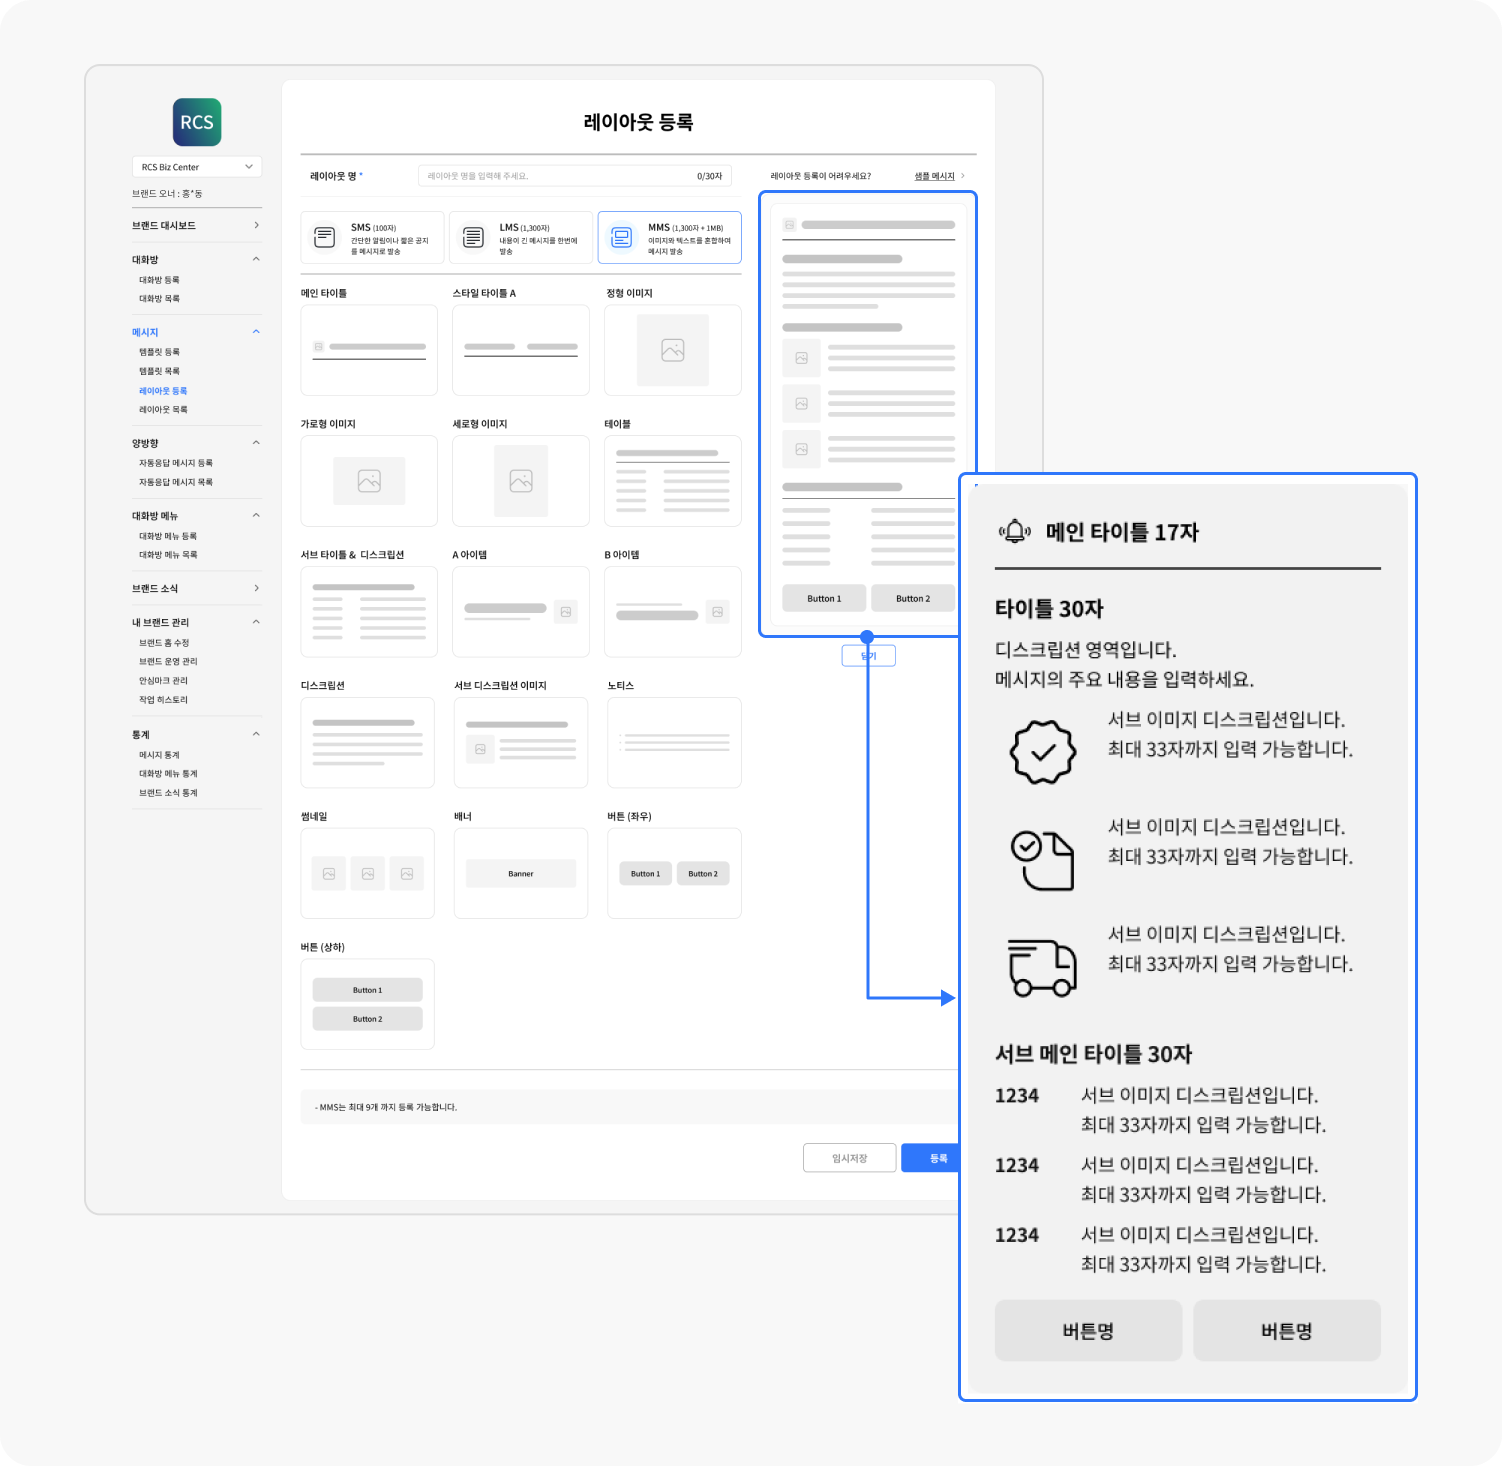 RCS
RCS Biz Center
브랜드 오너 : 홍*동
브랜드 대시보드
대화방
대화방 등록
대화방 목록
메시지
템플릿 등록
템플릿 목록
레이아웃 등록
레이아웃 목록
양방향
자동응답 메시지 등록
자동응답 메시지 목록
대화방 메뉴
대화방 메뉴 등록
대화방 메뉴 목록
브랜드 소식
내 브랜드 관리
브랜드 홈 수정
브랜드 운영 관리
안심마크 관리
작업 히스토리
통계
메시지 통계
대화방 메뉴 통계
브랜드 소식 통계
레이아웃 등록
레이아웃 명 *
레이아웃 명을 입력해 주세요.
0/30자
레이아웃 등록이 어려우세요?
샘플 메시지
SMS (100자)
간단한 알림이나 짧은 공지
를 메시지로 발송
LMS (1,300자)
내용이 긴 메시지를 한번에
발송
MMS (1,300자 + 1MB)
이미지와 텍스트를 혼합하여
메시지 발송
메인 타이틀
스타일 타이틀 A
정형 이미지
가로형 이미지
세로형 이미지
테이블
서브 타이틀 & 디스크립션
A 아이템
B 아이템
디스크립션
서브 디스크립션 이미지
노티스
썸네일
배너
버튼 (좌우)
Banner
Button 1
Button 2
버튼 (상하)
Button 1
Button 2
Button 1
Button 2
- MMS는 최대 9개 까지 등록 가능합니다.
임시저장
등록
메인 타이틀 17자
타이틀 30자
디스크립션 영역입니다.
메시지의 주요 내용을 입력하세요.
서브 이미지 디스크립션입니다.
최대 33자까지 입력 가능합니다.
서브 이미지 디스크립션입니다.
최대 33자까지 입력 가능합니다.
서브 이미지 디스크립션입니다.
최대 33자까지 입력 가능합니다.
서브 메인 타이틀 30자
1234 서브 이미지 디스크립션입니다.
최대 33자까지 입력 가능합니다.
1234 서브 이미지 디스크립션입니다.
최대 33자까지 입력 가능합니다.
1234 서브 이미지 디스크립션입니다.
최대 33자까지 입력 가능합니다.
버튼명
버튼명